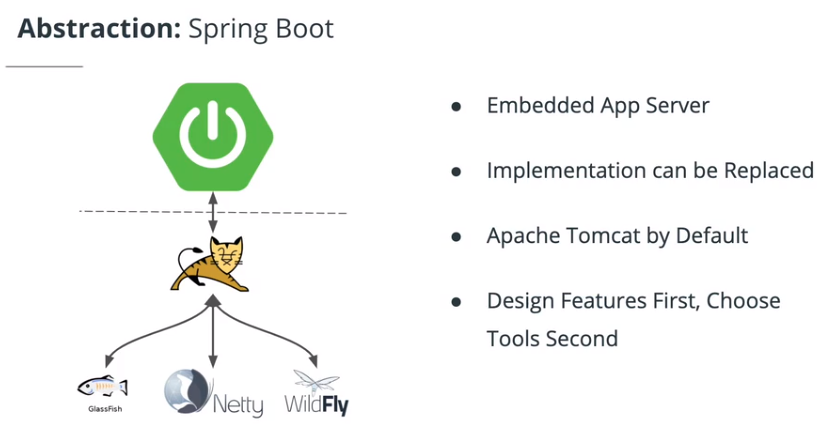 Abstraction: Spring Boot
● Embedded App Server
● Implementation can be Replaced
● Apache Tomcat by Default
● Design Features First, Choose
Tools Second
GlassFish
Netty
WildFly